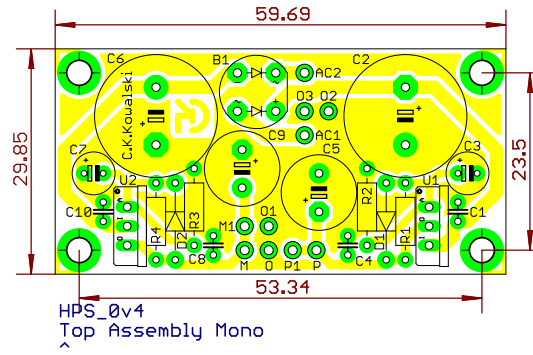 59.69
C6
B1
C2
AC2
O3 O2
C.K.Kowalski
C9
AC1
29.85
23.5
C7
C5
C3
U2
R2
U1
C10
R3
C1
M1
O1
R4
D2
D1
R1
C8
M
O
P1
P
C4
53.34
HPS_0v4
Top Assembly Mono